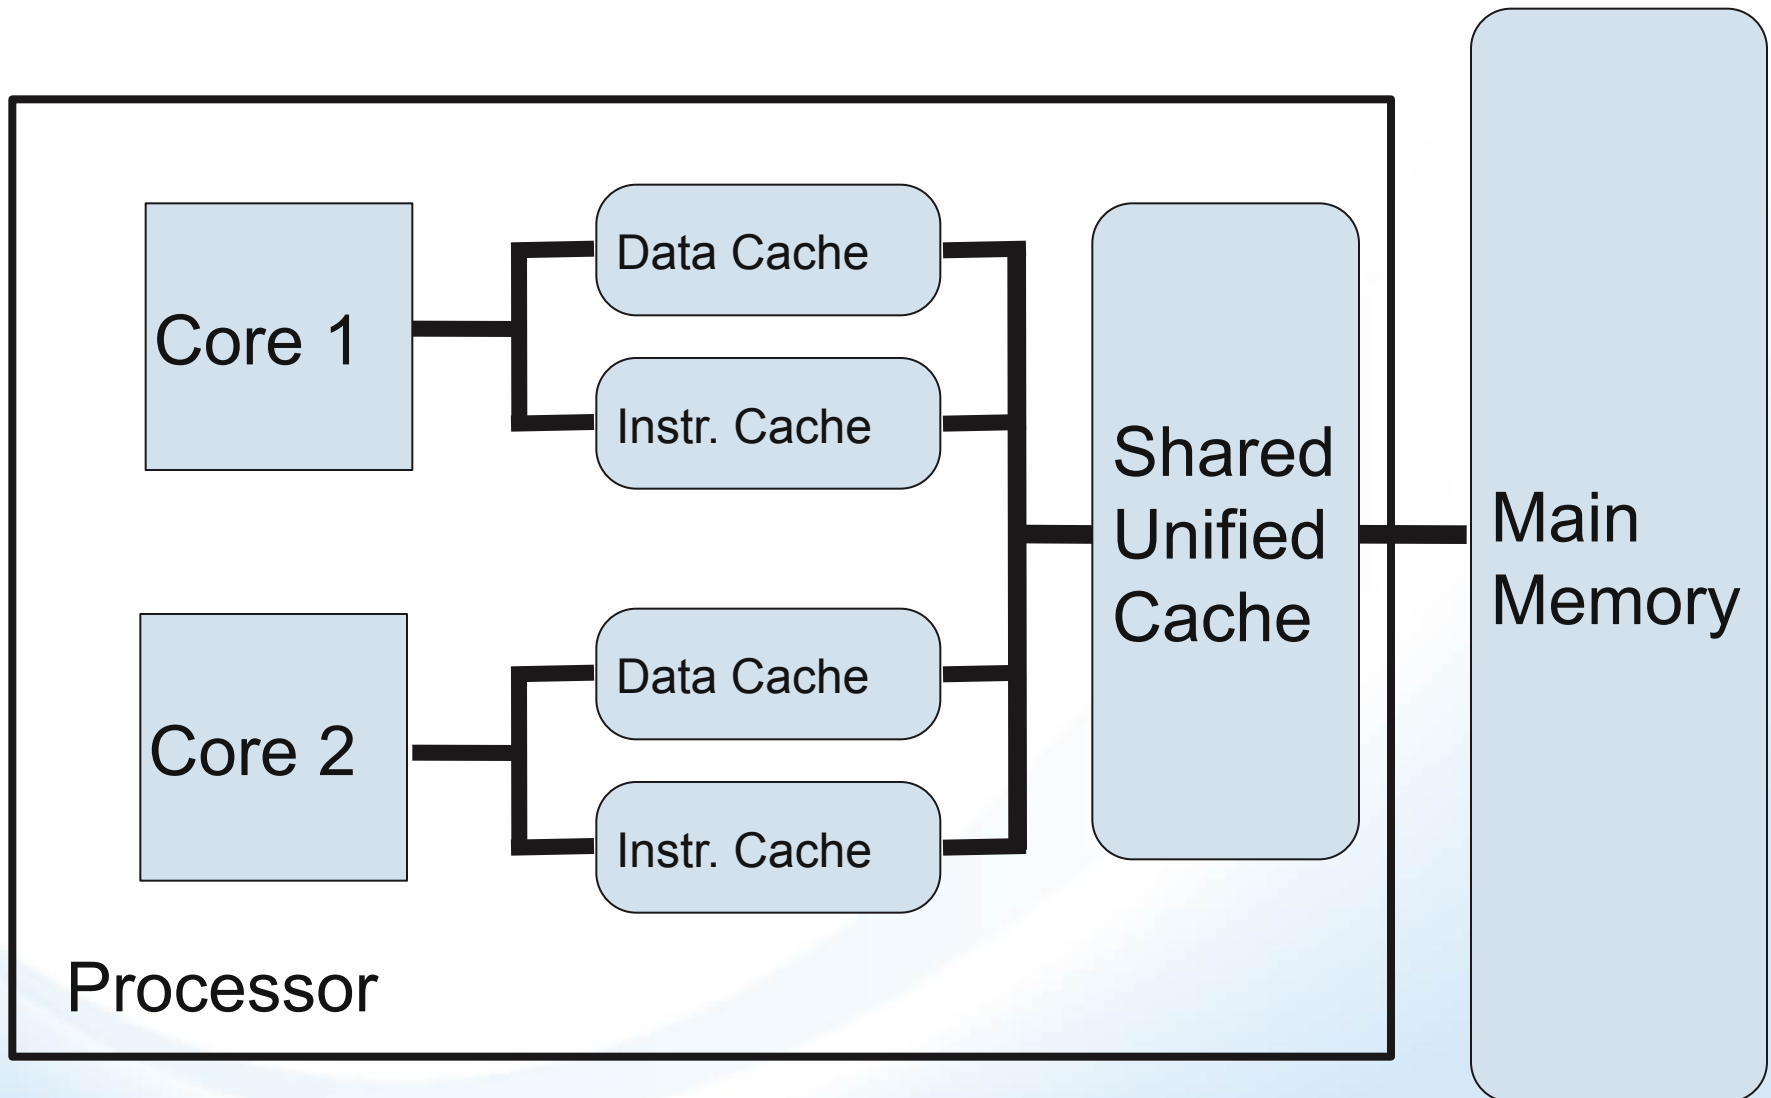 Core 1
Data Cache
Instr. Cache
Core 2
Data Cache
Instr. Cache
Shared
Unified
Cache
Main
Memory
Processor